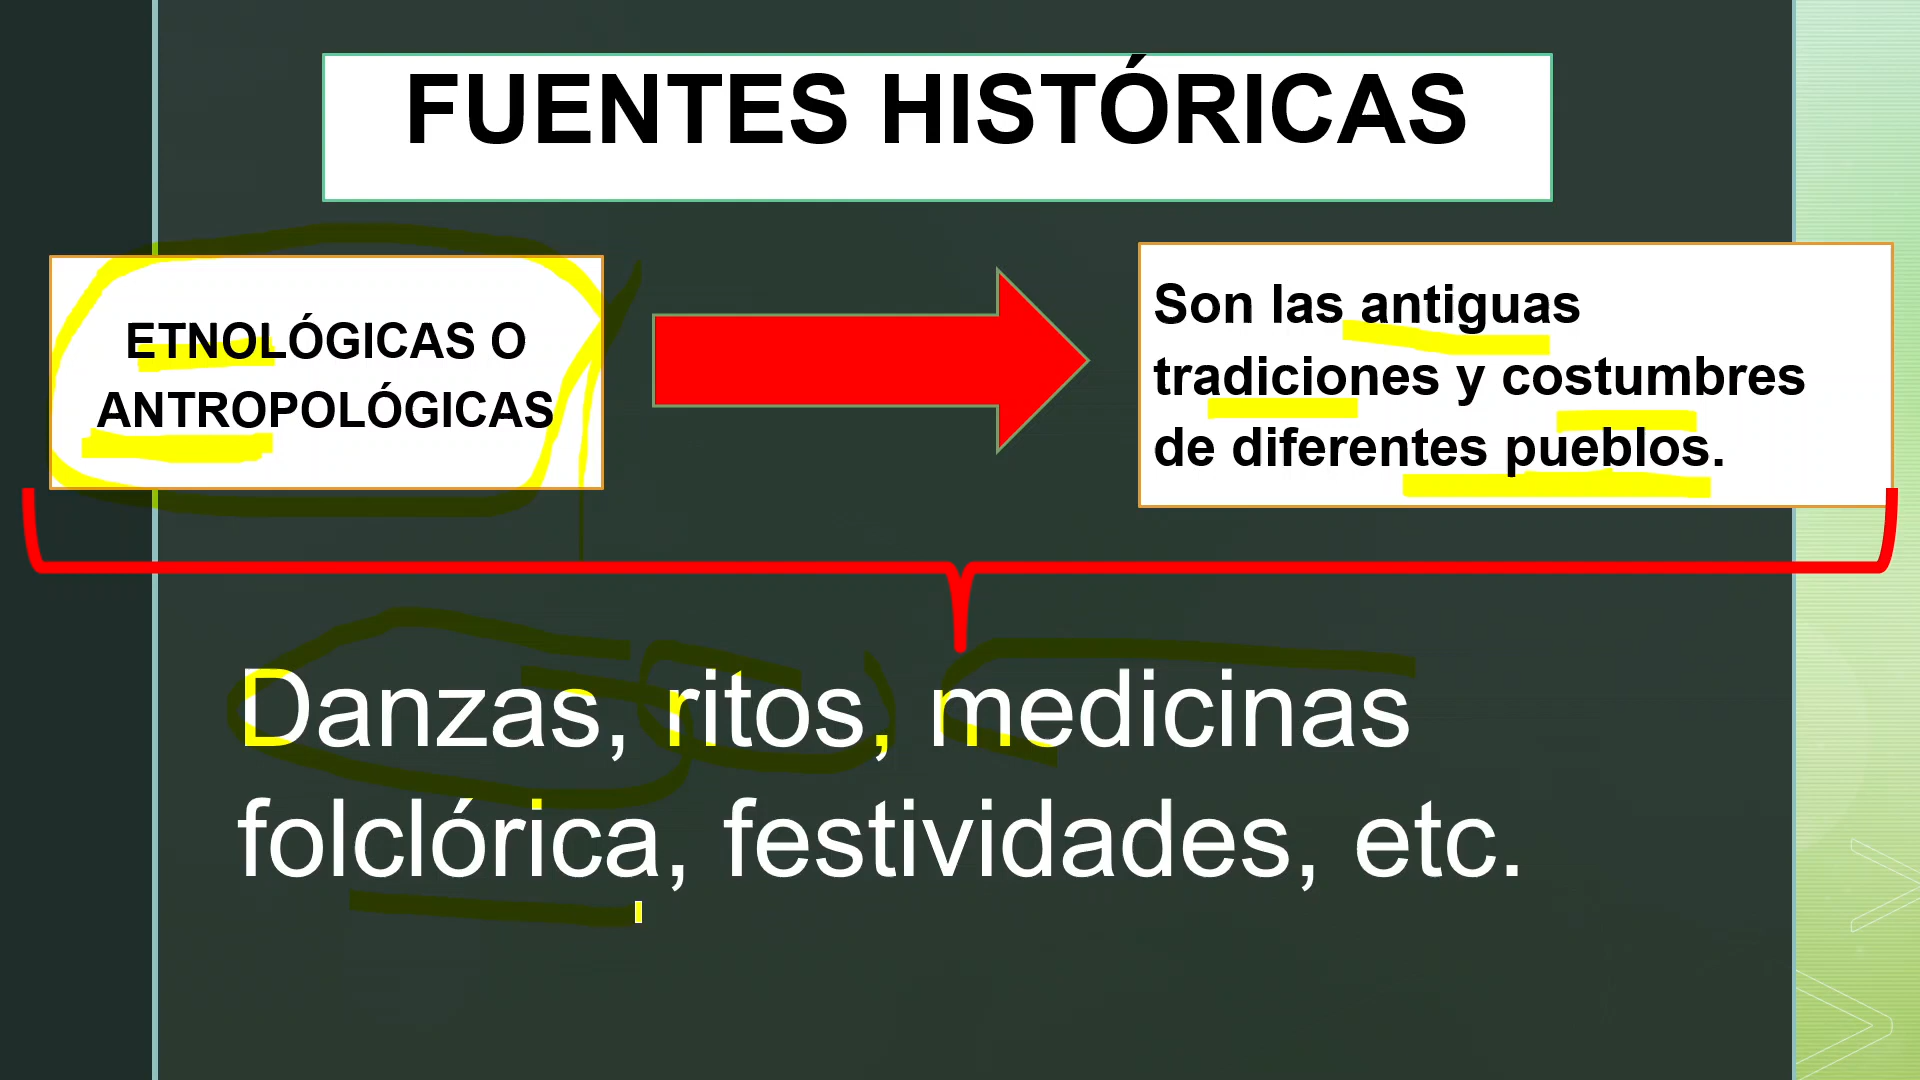 FUENTES HISTÓRICAS
ETNOLÓGICAS O
ANTROPOLÓGICAS
Son las antiguas
tradiciones y costumbres
de diferentes pueblos.
Danzas, ritos, medicinas
folclórica, festividades, etc.